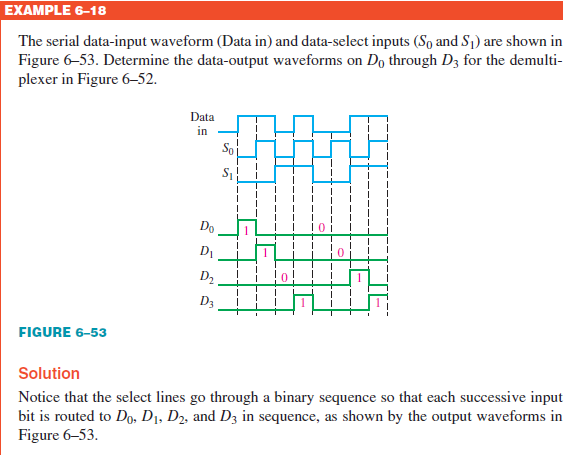 EXAMPLE 6–18
The serial data-input waveform (Data in) and data-select inputs (S₀ and S₁) are shown in
Figure 6–53. Determine the data-output waveforms on D₀ through D₃ for the demulti-
plexer in Figure 6–52.
Data
in
S₀
S₁
D₀ 1 0
D₁ 1 0
D₂ 0 1
D₃ 1 1
FIGURE 6–53
Solution
Notice that the select lines go through a binary sequence so that each successive input
bit is routed to D₀, D₁, D₂, and D₃ in sequence, as shown by the output waveforms in
Figure 6–53.